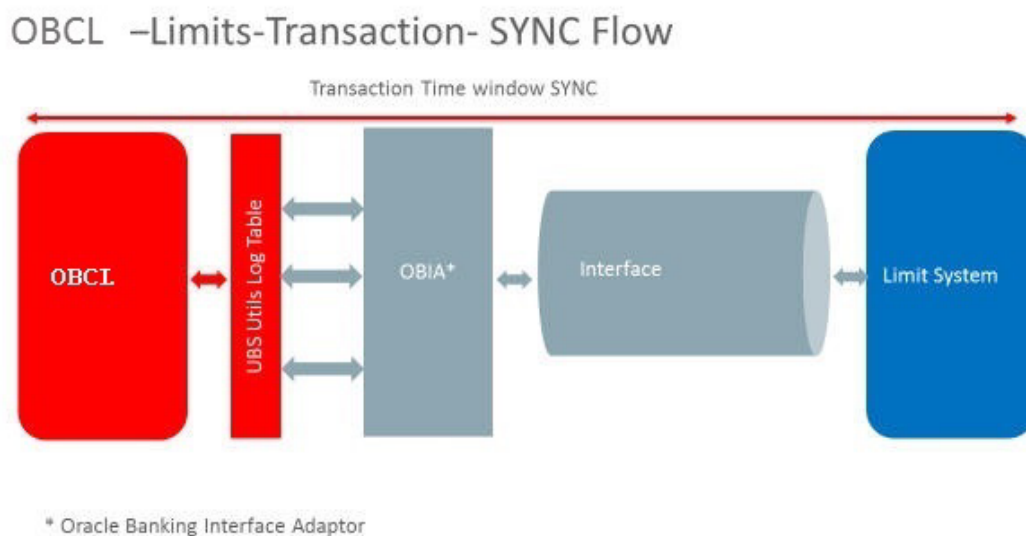 OBCL –Limits-Transaction- SYNC Flow
Transaction Time window SYNC
OBCL
UBS Utils Log Table
OBIA*
Interface
Limit System
* Oracle Banking Interface Adaptor